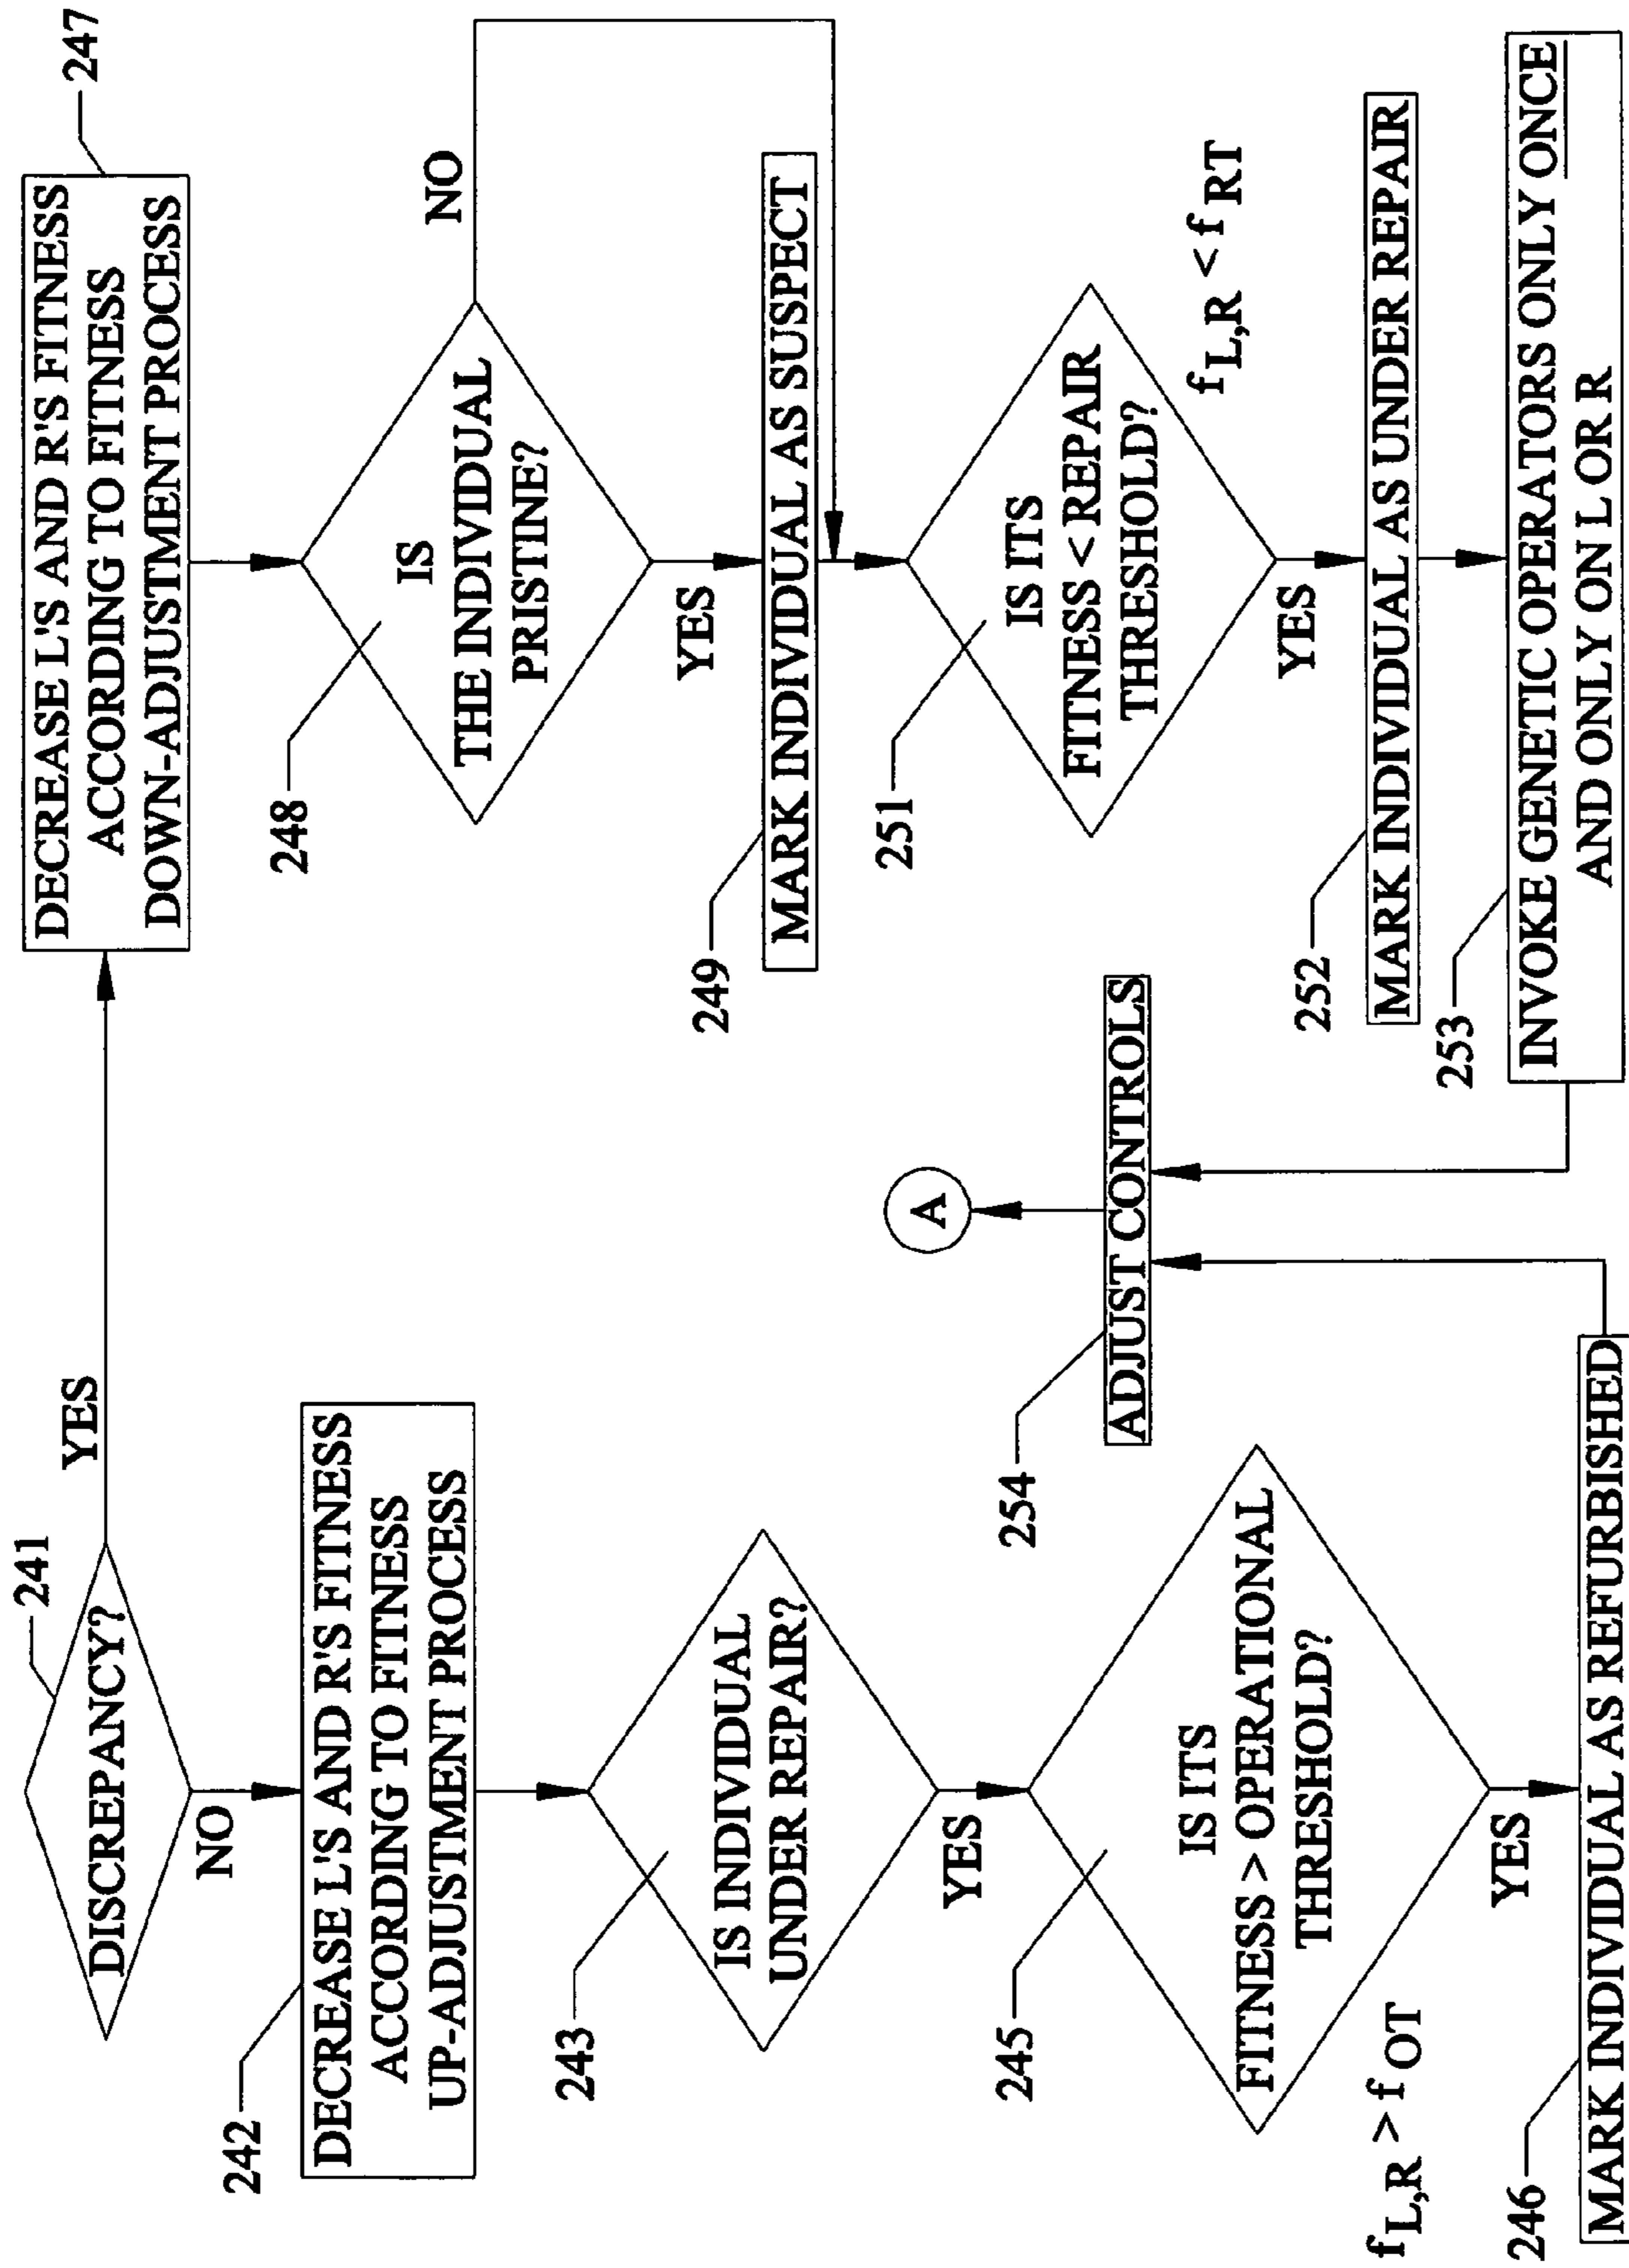 241
DISCREPANCY?
YES
NO
242
DECREASE L'S AND R'S FITNESS
ACCORDING TO FITNESS
UP-ADJUSTMENT PROCESS
243
IS INDIVIDUAL
UNDER REPAIR?
YES
245
IS ITS
FITNESS > OPERATIONAL
THRESHOLD?
f L,R > f OT
YES
246
MARK INDIVIDUAL AS REFURBISHED
247
DECREASE L'S AND R'S FITNESS
ACCORDING TO FITNESS
DOWN-ADJUSTMENT PROCESS
248
IS
THE INDIVIDUAL
PRISTINE?
NO
YES
249
MARK INDIVIDUAL AS SUSPECT
251
IS ITS
FITNESS < REPAIR
THRESHOLD?
f L,R < f RT
YES
252
MARK INDIVIDUAL AS UNDER REPAIR
253
INVOKE GENETIC OPERATORS ONLY ONCE
AND ONLY ON L OR R
254
ADJUST CONTROLS
A